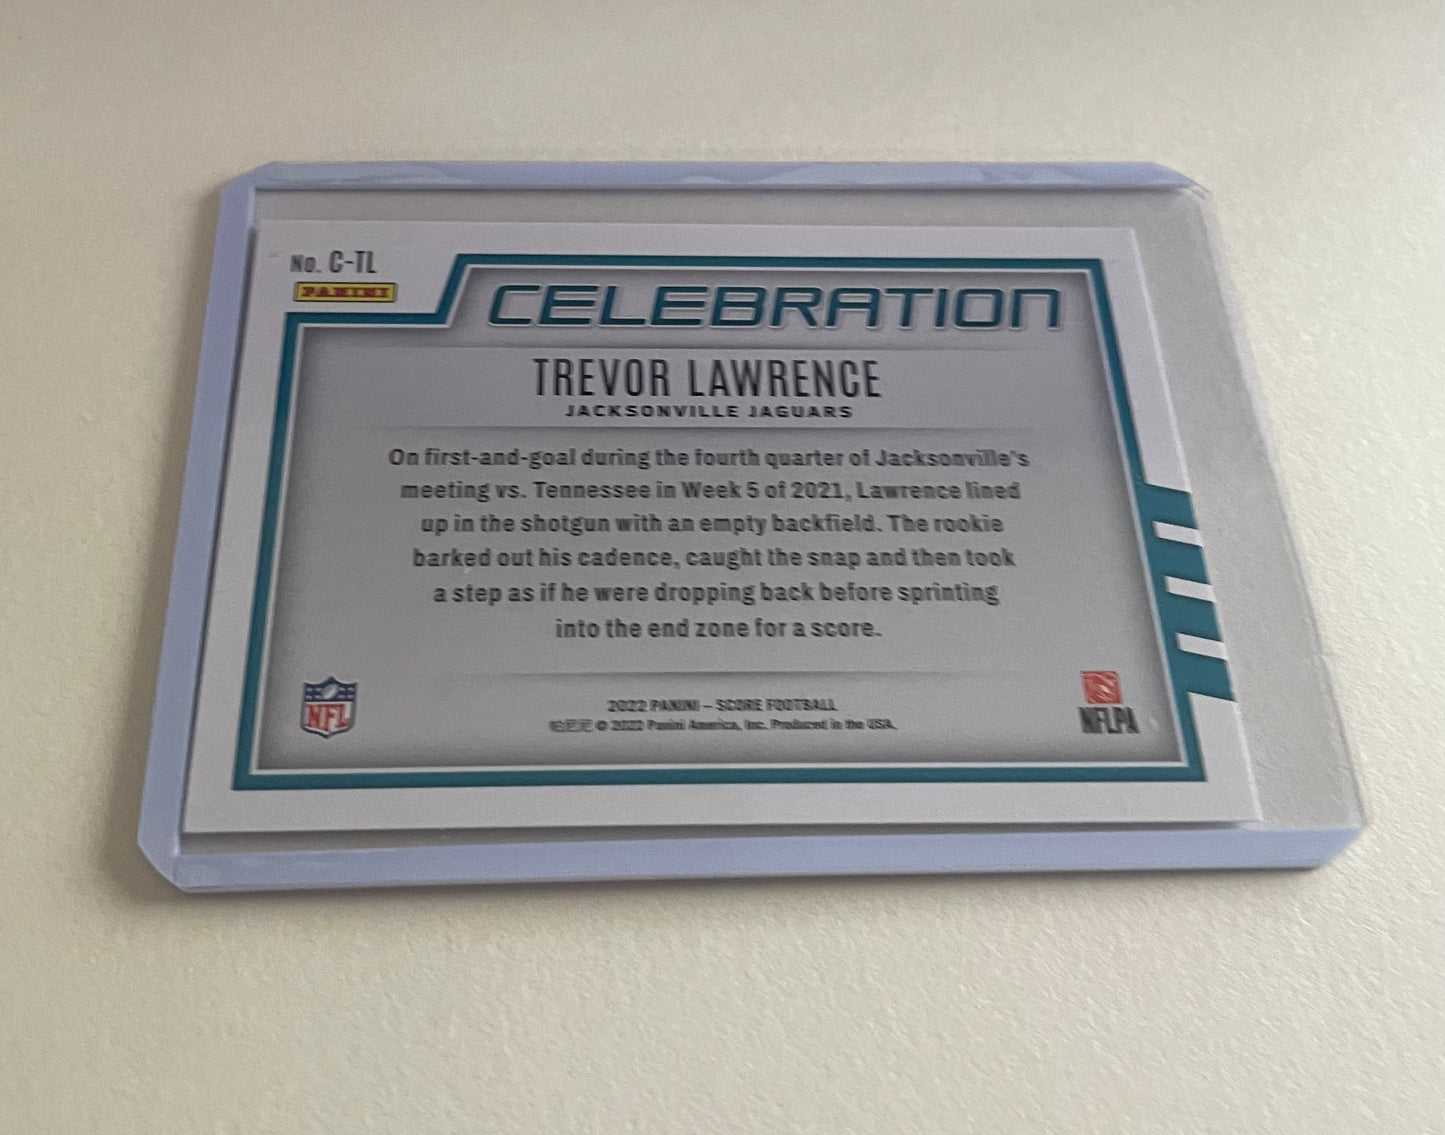 No. C-TL
PANINI
CELEBRATION
TREVOR LAWRENCE
JACKSONVILLE JAGUARS
On first-and-goal during the fourth quarter of Jacksonville's
meeting vs. Tennessee in Week 5 of 2021, Lawrence lined
up in the shotgun with an empty backfield. The rookie
barked out his cadence, caught the snap and then took
a step as if he were dropping back before sprinting
into the end zone for a score.
NFL
2022 PANINI – SCORE FOOTBALL
帕尼尼 © 2022 Panini America, Inc. Produced in the USA.
NFLPA